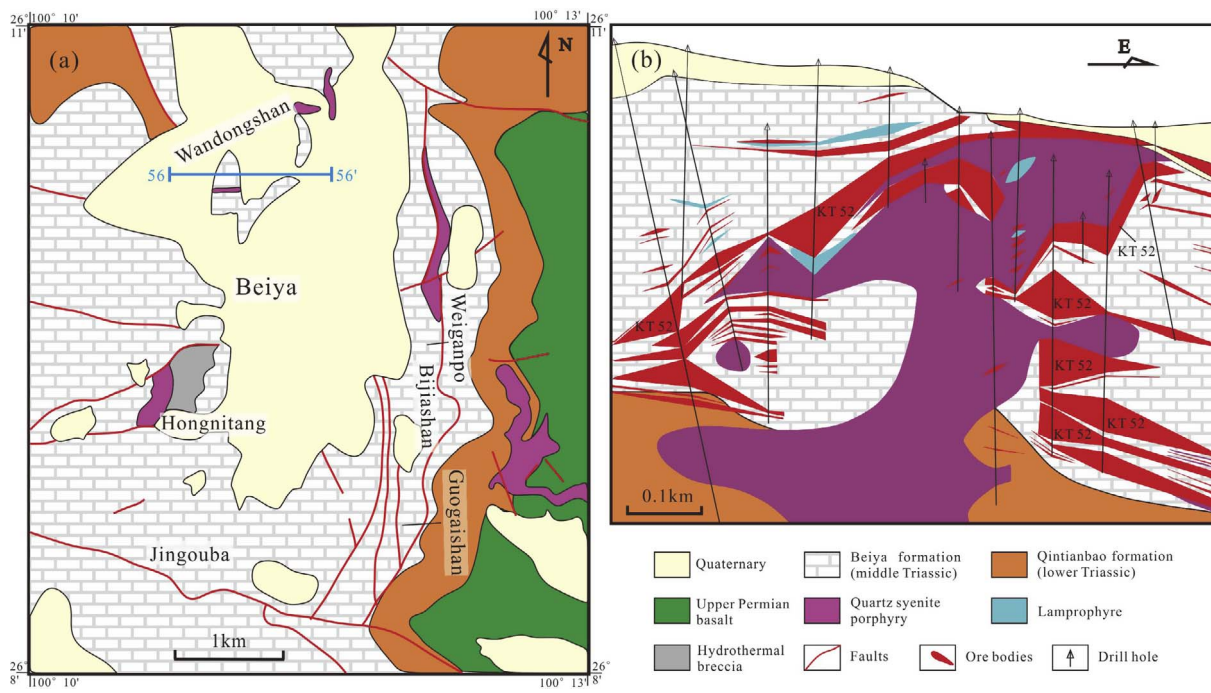 26°
11'
100° 10'
100° 13'
26°
11'
(a)
N
Wandongshan
56
56'
Beiya
Weiganpo
Bijiashan
Hongnitang
Guogaishan
Jingouba
1km
26°
8'
100° 10'
100° 13'
26°
8'
(b)
E
KT 52
KT 52
KT 52
KT 52
KT 52
KT 52
KT 52
0.1km
Quaternary
Beiya formation
(middle Triassic)
Qintianbao formation
(lower Triassic)
Upper Permian
basalt
Quartz syenite
porphyry
Lamprophyre
Hydrothermal
breccia
Faults
Ore bodies
Drill hole